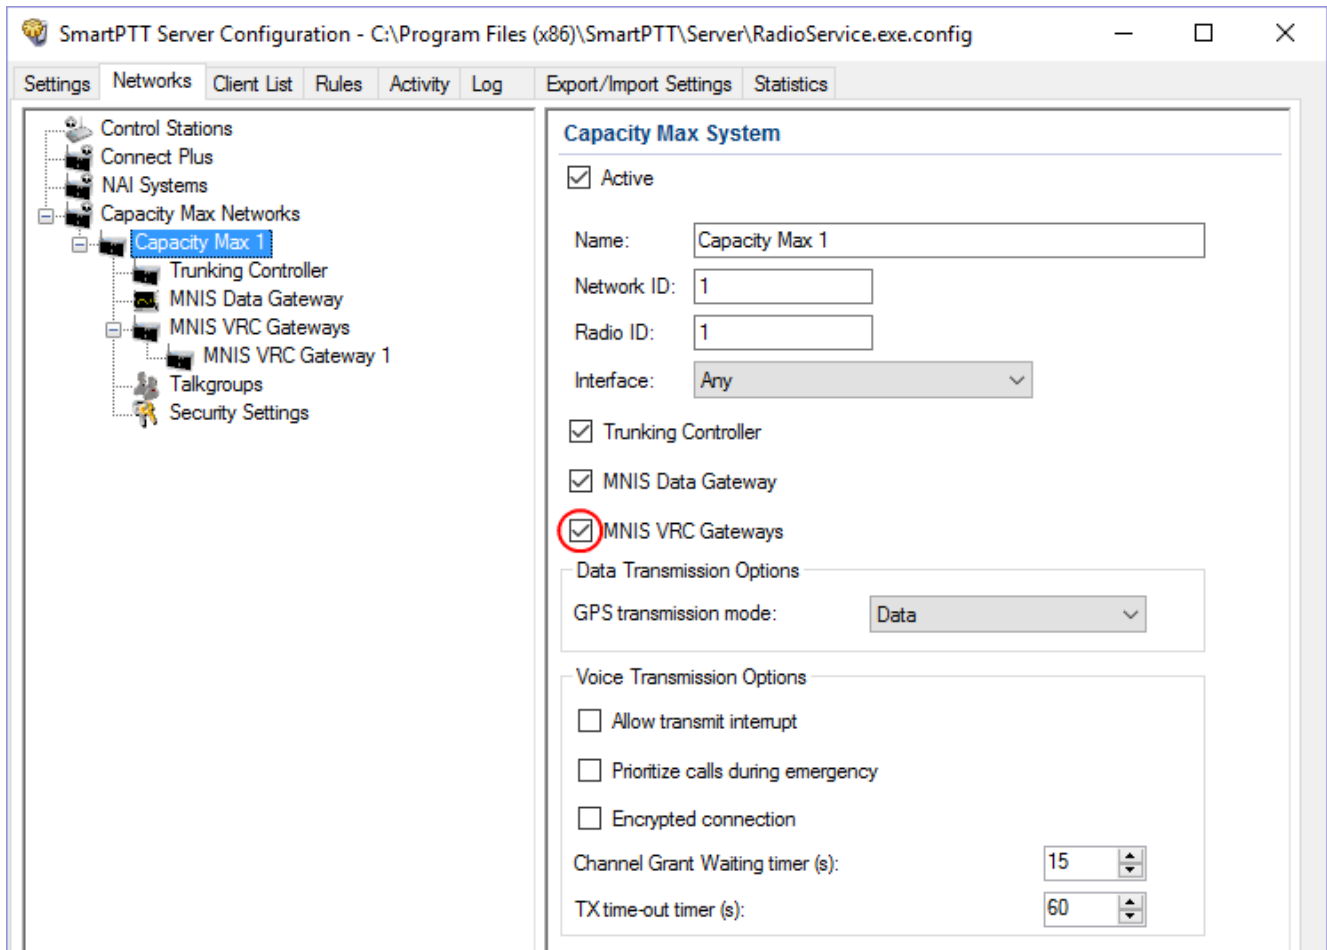 SmartPTT Server Configuration - C:\Program Files (x86)\SmartPTT\Server\RadioService.exe.config
Settings Networks Client List Rules Activity Log Export/Import Settings Statistics
Control Stations
Connect Plus
NAI Systems
Capacity Max Networks
Capacity Max 1
Trunking Controller
MNIS Data Gateway
MNIS VRC Gateways
MNIS VRC Gateway 1
Talkgroups
Security Settings
Capacity Max System
Active
Name: Capacity Max 1
Network ID: 1
Radio ID: 1
Interface: Any
Trunking Controller
MNIS Data Gateway
MNIS VRC Gateways
Data Transmission Options
GPS transmission mode: Data
Voice Transmission Options
Allow transmit interrupt
Prioritize calls during emergency
Encrypted connection
Channel Grant Waiting timer (s): 15
TX time-out timer (s): 60